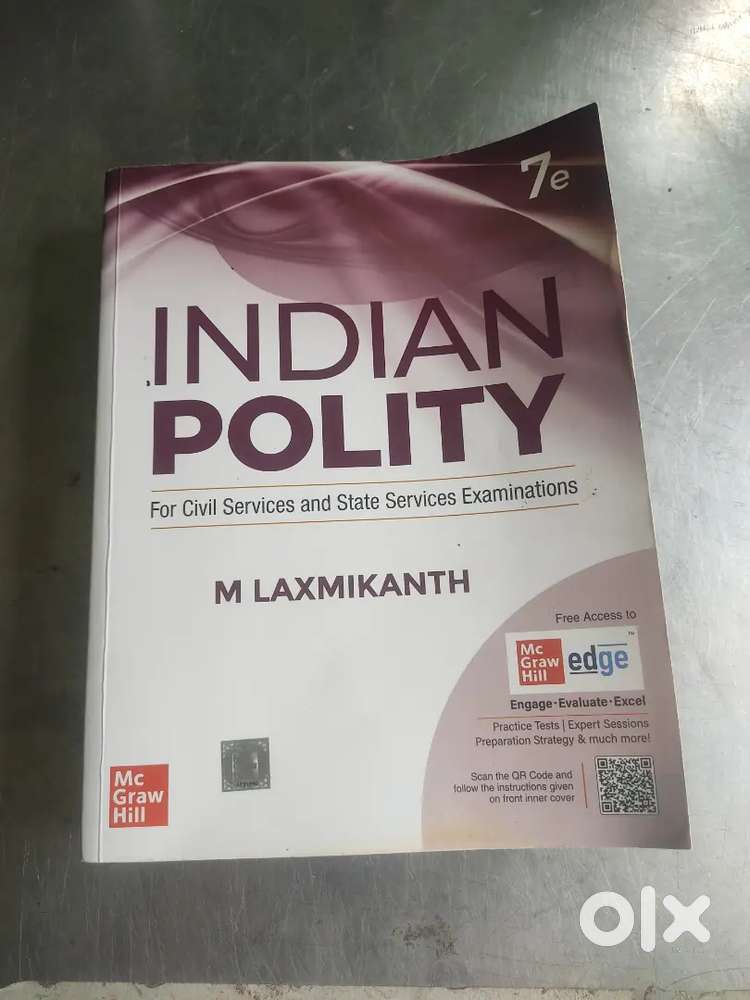 7e
INDIAN
POLITY
For Civil Services and State Services Examinations
M LAXMIKANTH
Free Access to
Mc
Graw
Hill
edge™
Engage•Evaluate•Excel
Practice Tests | Expert Sessions
Preparation Strategy & much more!
Scan the QR Code and
follow the instructions given
on front inner cover
Mc
Graw
Hill
olx